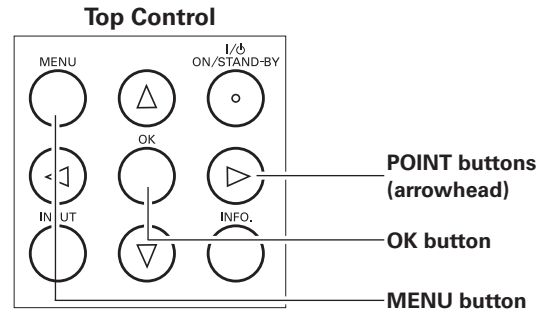 Top Control
I/⏻
MENU
ON/STAND-BY
OK
POINT buttons
(arrowhead)
INPUT
INFO.
OK button
MENU button